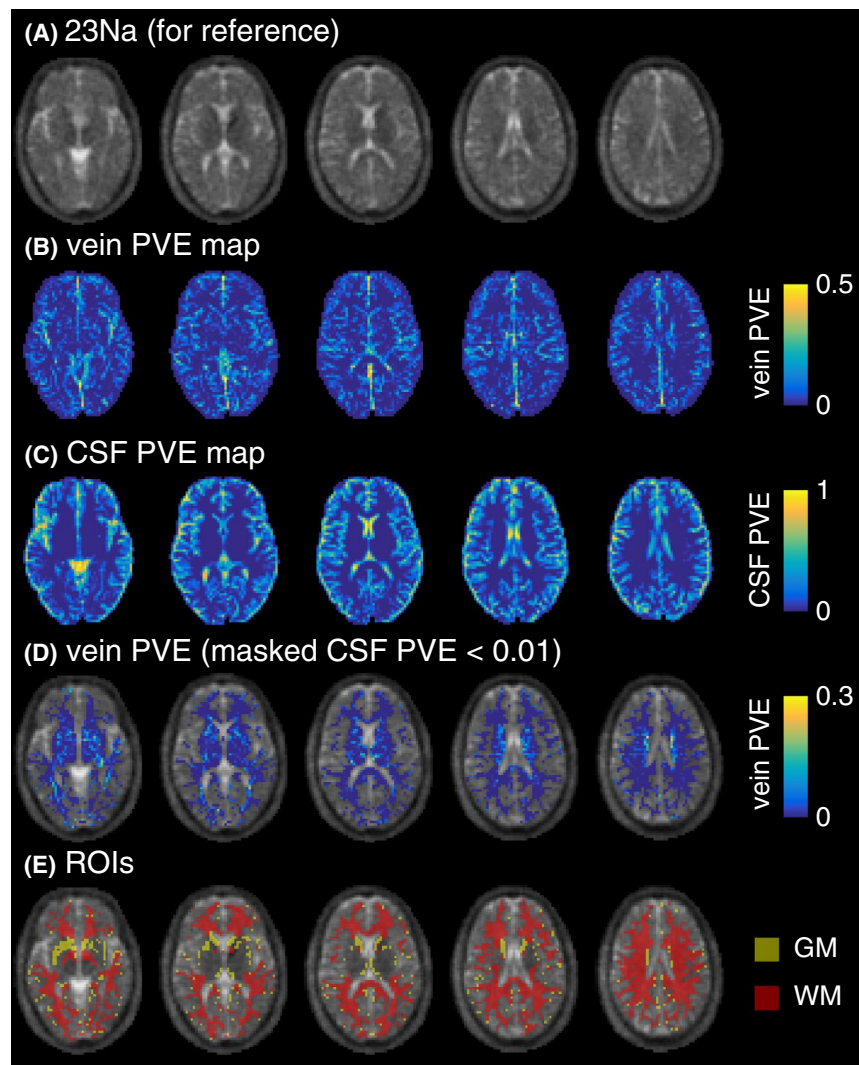 (A) 23Na (for reference)
(B) vein PVE map
vein PVE
0.5
0
(C) CSF PVE map
CSF PVE
1
0
(D) vein PVE (masked CSF PVE < 0.01)
vein PVE
0.3
0
(E) ROIs
GM
WM